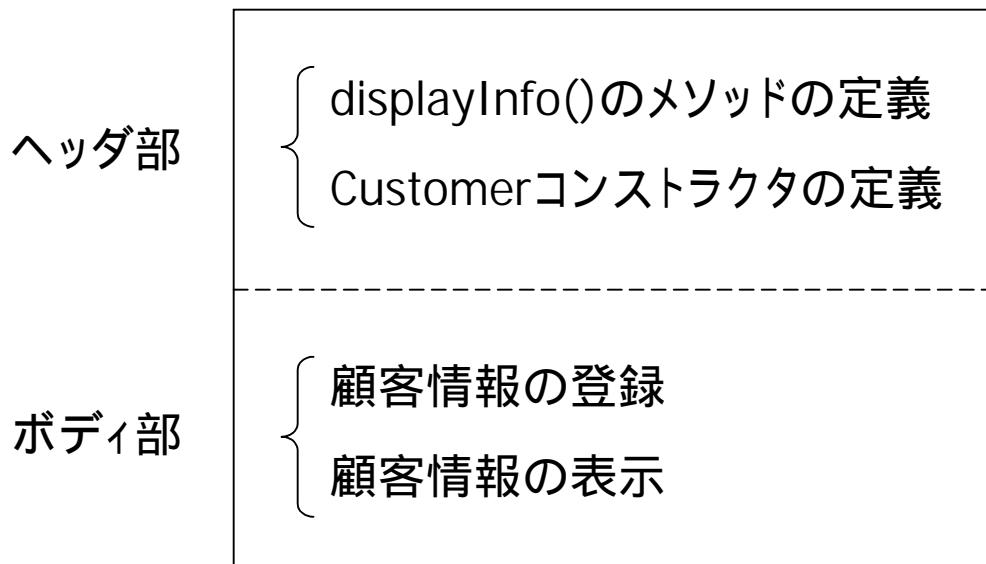 ヘッダ部
displayInfo()のメソッドの定義
Customerコンストラクタの定義
ボディ部
顧客情報の登録
顧客情報の表示